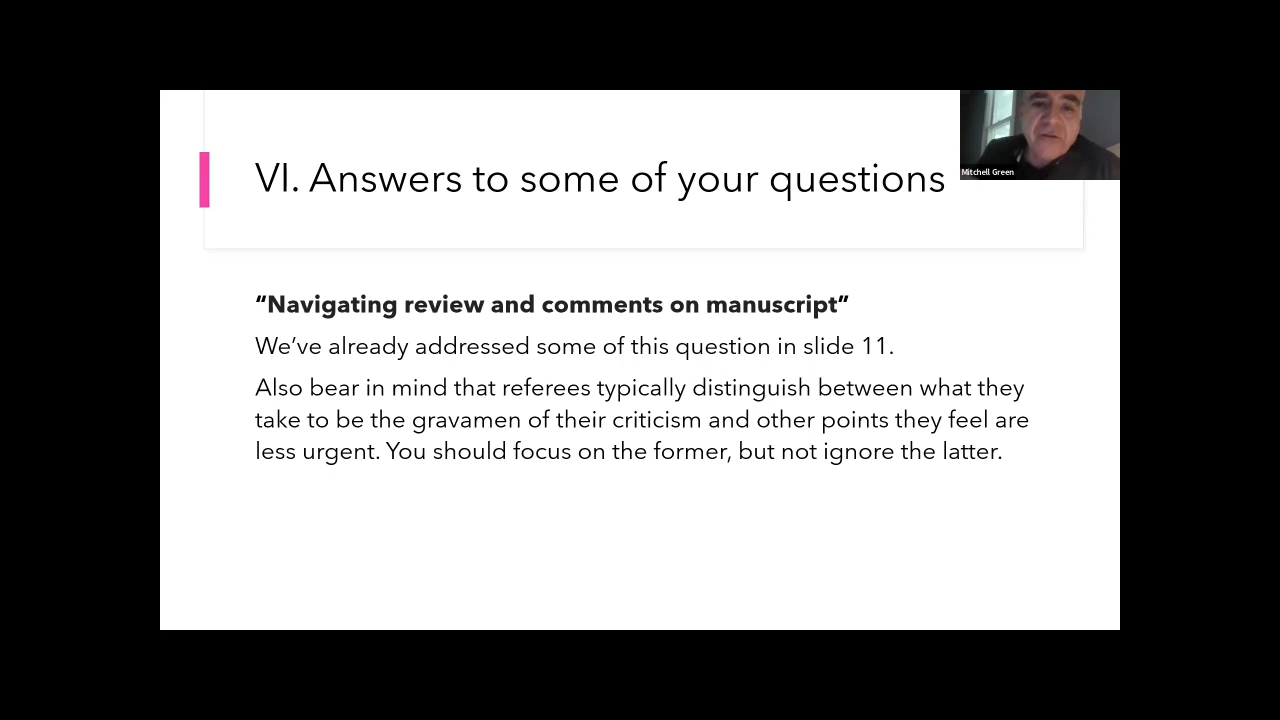 VI. Answers to some of your questions
Mitchell Green
“Navigating review and comments on manuscript”
We’ve already addressed some of this question in slide 11.
Also bear in mind that referees typically distinguish between what they
take to be the gravamen of their criticism and other points they feel are
less urgent. You should focus on the former, but not ignore the latter.